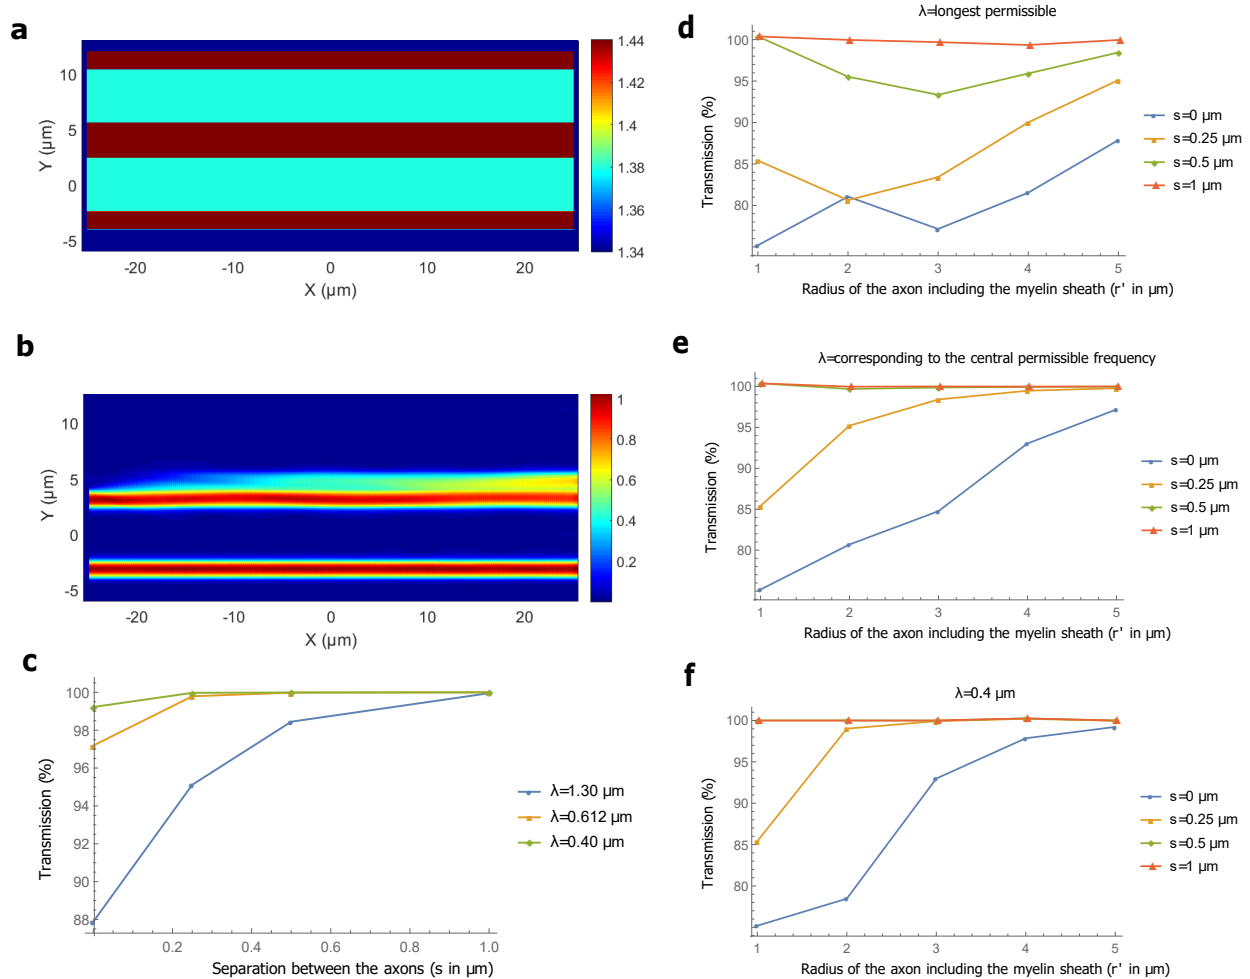 a
10
5
0
-5
Y (µm)
-20
-10
0
10
20
X (µm)
1.44
1.42
1.4
1.38
1.36
1.34
b
10
5
0
-5
Y (µm)
-20
-10
0
10
20
X (µm)
1
0.8
0.6
0.4
0.2
c
100
98
96
94
92
90
88
Transmission (%)
0.2
0.4
0.6
0.8
1.0
Separation between the axons (s in µm)
λ=1.30 µm
λ=0.612 µm
λ=0.40 µm
d
λ=longest permissible
100
95
90
85
80
Transmission (%)
1
2
3
4
5
Radius of the axon including the myelin sheath (r' in µm)
s=0 µm
s=0.25 µm
s=0.5 µm
s=1 µm
e
λ=corresponding to the central permissible frequency
100
95
90
85
80
Transmission (%)
1
2
3
4
5
Radius of the axon including the myelin sheath (r' in µm)
s=0 µm
s=0.25 µm
s=0.5 µm
s=1 µm
f
λ=0.4 µm
100
95
90
85
80
Transmission (%)
1
2
3
4
5
Radius of the axon including the myelin sheath (r' in µm)
s=0 µm
s=0.25 µm
s=0.5 µm
s=1 µm